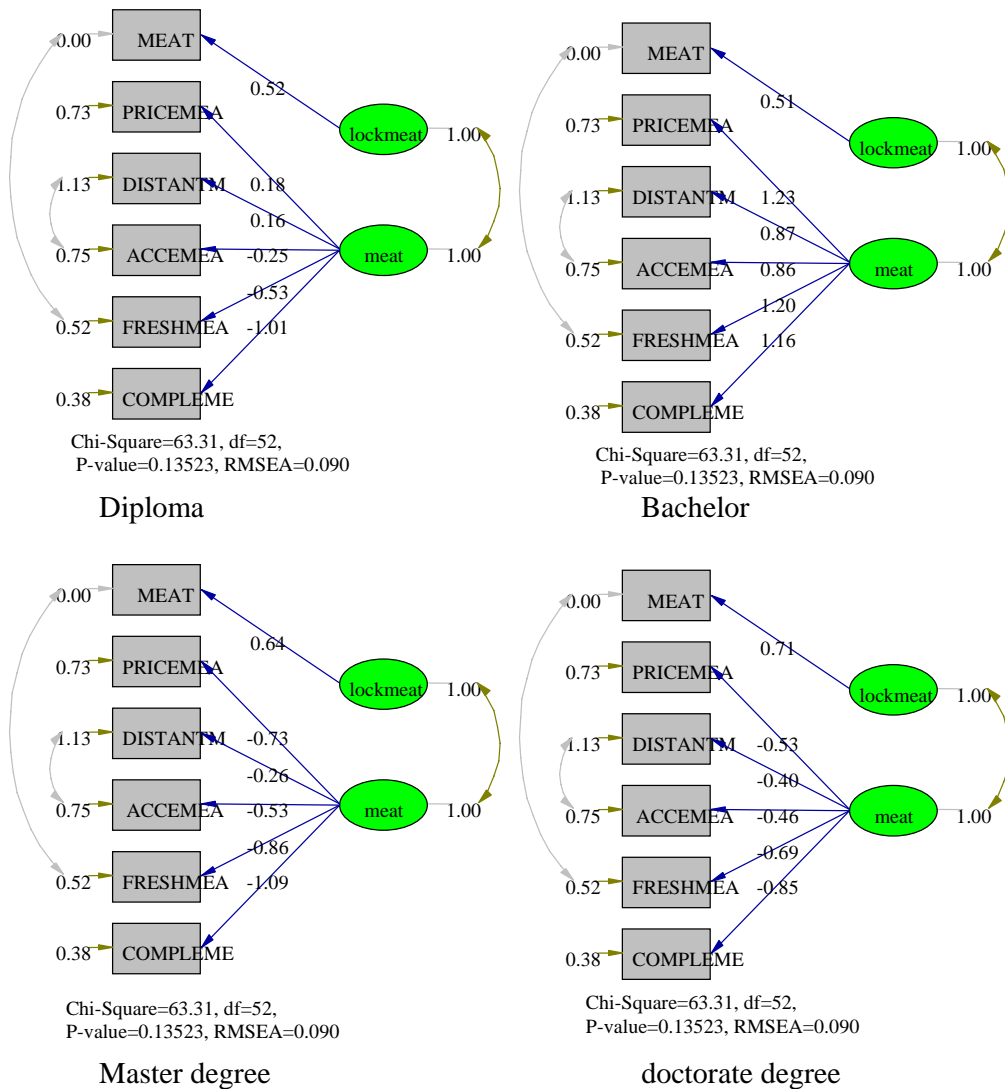 0.00 MEAT
0.52
0.73 PRICEMEA
lockmeat 1.00
1.13 DISTANTM
0.18
0.16
0.75 ACCEMEA
-0.25
meat 1.00
-0.53
0.52 FRESHMEA
-1.01
0.38 COMPLEME
Chi-Square=63.31, df=52,
P-value=0.13523, RMSEA=0.090
Diploma
0.00 MEAT
0.51
0.73 PRICEMEA
lockmeat 1.00
1.13 DISTANTM
1.23
0.87
0.75 ACCEMEA
0.86
meat 1.00
1.20
0.52 FRESHMEA
1.16
0.38 COMPLEME
Chi-Square=63.31, df=52,
P-value=0.13523, RMSEA=0.090
Bachelor
0.00 MEAT
0.64
0.73 PRICEMEA
lockmeat 1.00
1.13 DISTANTM
-0.73
-0.26
0.75 ACCEMEA
-0.53
meat 1.00
-0.86
0.52 FRESHMEA
-1.09
0.38 COMPLEME
Chi-Square=63.31, df=52,
P-value=0.13523, RMSEA=0.090
Master degree
0.00 MEAT
0.71
0.73 PRICEMEA
lockmeat 1.00
1.13 DISTANTM
-0.53
-0.40
0.75 ACCEMEA
-0.46
meat 1.00
-0.69
0.52 FRESHMEA
-0.85
0.38 COMPLEME
Chi-Square=63.31, df=52,
P-value=0.13523, RMSEA=0.090
doctorate degree